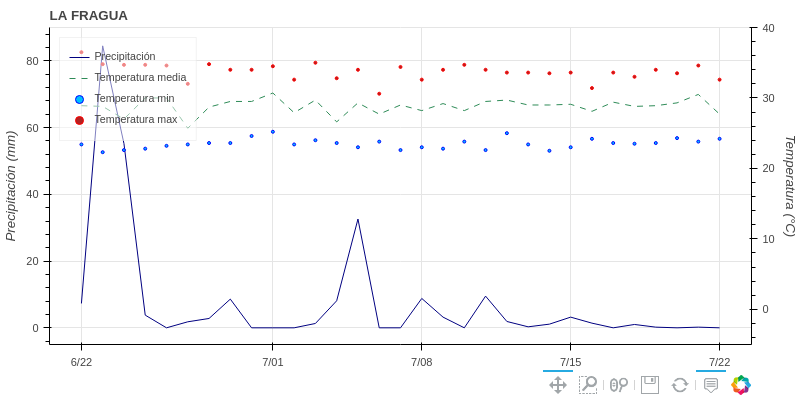 LA FRAGUA
Precipitación
Temperatura media
Temperatura min
Temperatura max
Precipitación (mm)
80
60
40
20
0
Temperatura (°C)
40
30
20
10
0
6/22 7/01 7/08 7/15 7/22